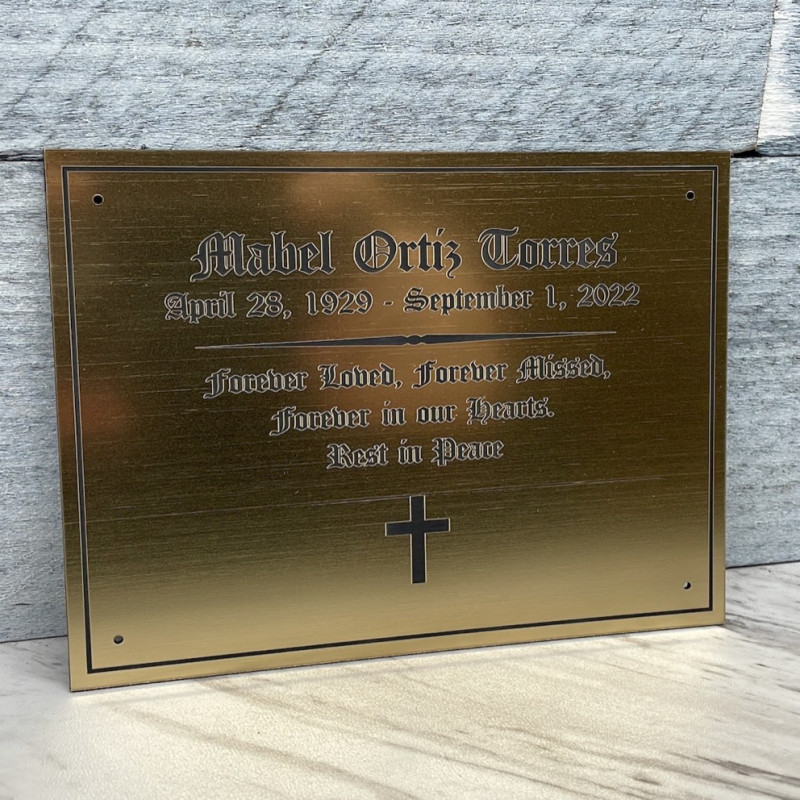 Mabel Ortiz Torres
April 28, 1929 - September 1, 2022
Forever Loved, Forever Missed,
Forever in our Hearts.
Rest in Peace